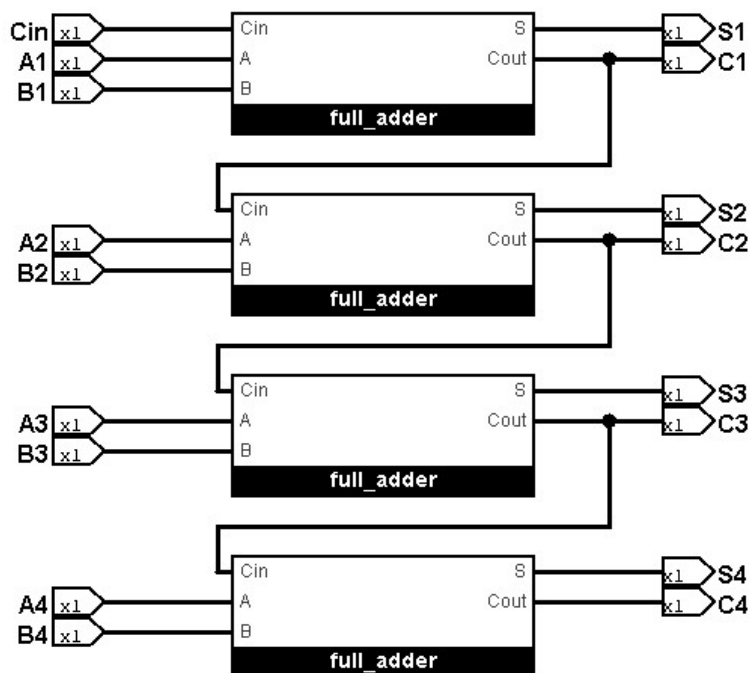 Cin x1 Cin S x1 S1
A1 x1 A Cout x1 C1
B1 x1 B
full_adder
Cin S x1 S2
A2 x1 A Cout x1 C2
B2 x1 B
full_adder
Cin S x1 S3
A3 x1 A Cout x1 C3
B3 x1 B
full_adder
Cin S x1 S4
A4 x1 A Cout x1 C4
B4 x1 B
full_adder